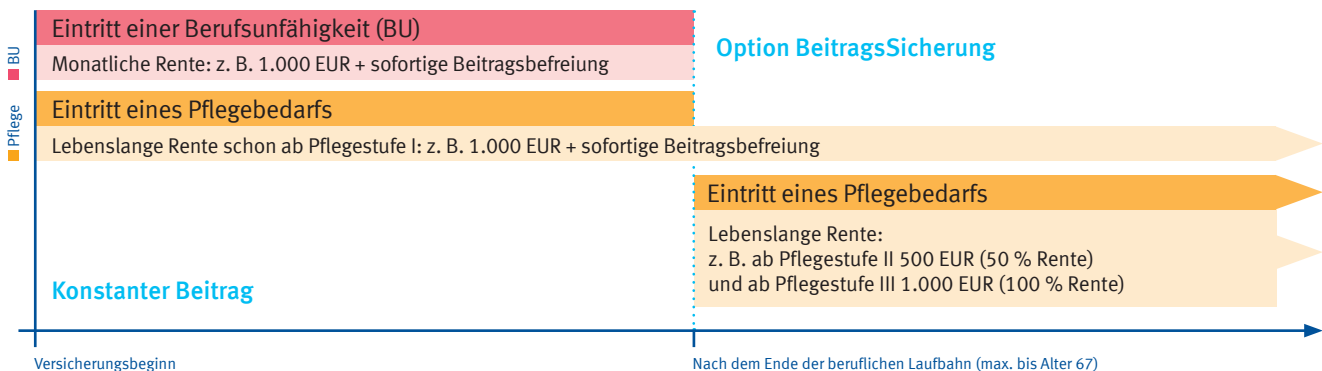 BU
Eintritt einer Berufsunfähigkeit (BU)
Monatliche Rente: z. B. 1.000 EUR + sofortige Beitragsbefreiung
Option BeitragsSicherung
Pflege
Eintritt eines Pflegebedarfs
Lebenslange Rente schon ab Pflegestufe I: z. B. 1.000 EUR + sofortige Beitragsbefreiung
Eintritt eines Pflegebedarfs
Lebenslange Rente:
z. B. ab Pflegestufe II 500 EUR (50 % Rente)
und ab Pflegestufe III 1.000 EUR (100 % Rente)
Konstanter Beitrag
Versicherungsbeginn
Nach dem Ende der beruflichen Laufbahn (max. bis Alter 67)